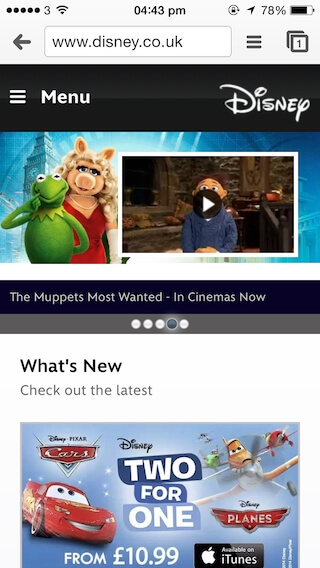 3 04:43 pm 78%
www.disney.co.uk 1
Menu Disney
The Muppets Most Wanted - In Cinemas Now
What's New
Check out the latest
Disney PIXAR Disney
Cars
TWO
FOR
ONE
Disney
PLANES
FROM £10.99
Available on
iTunes